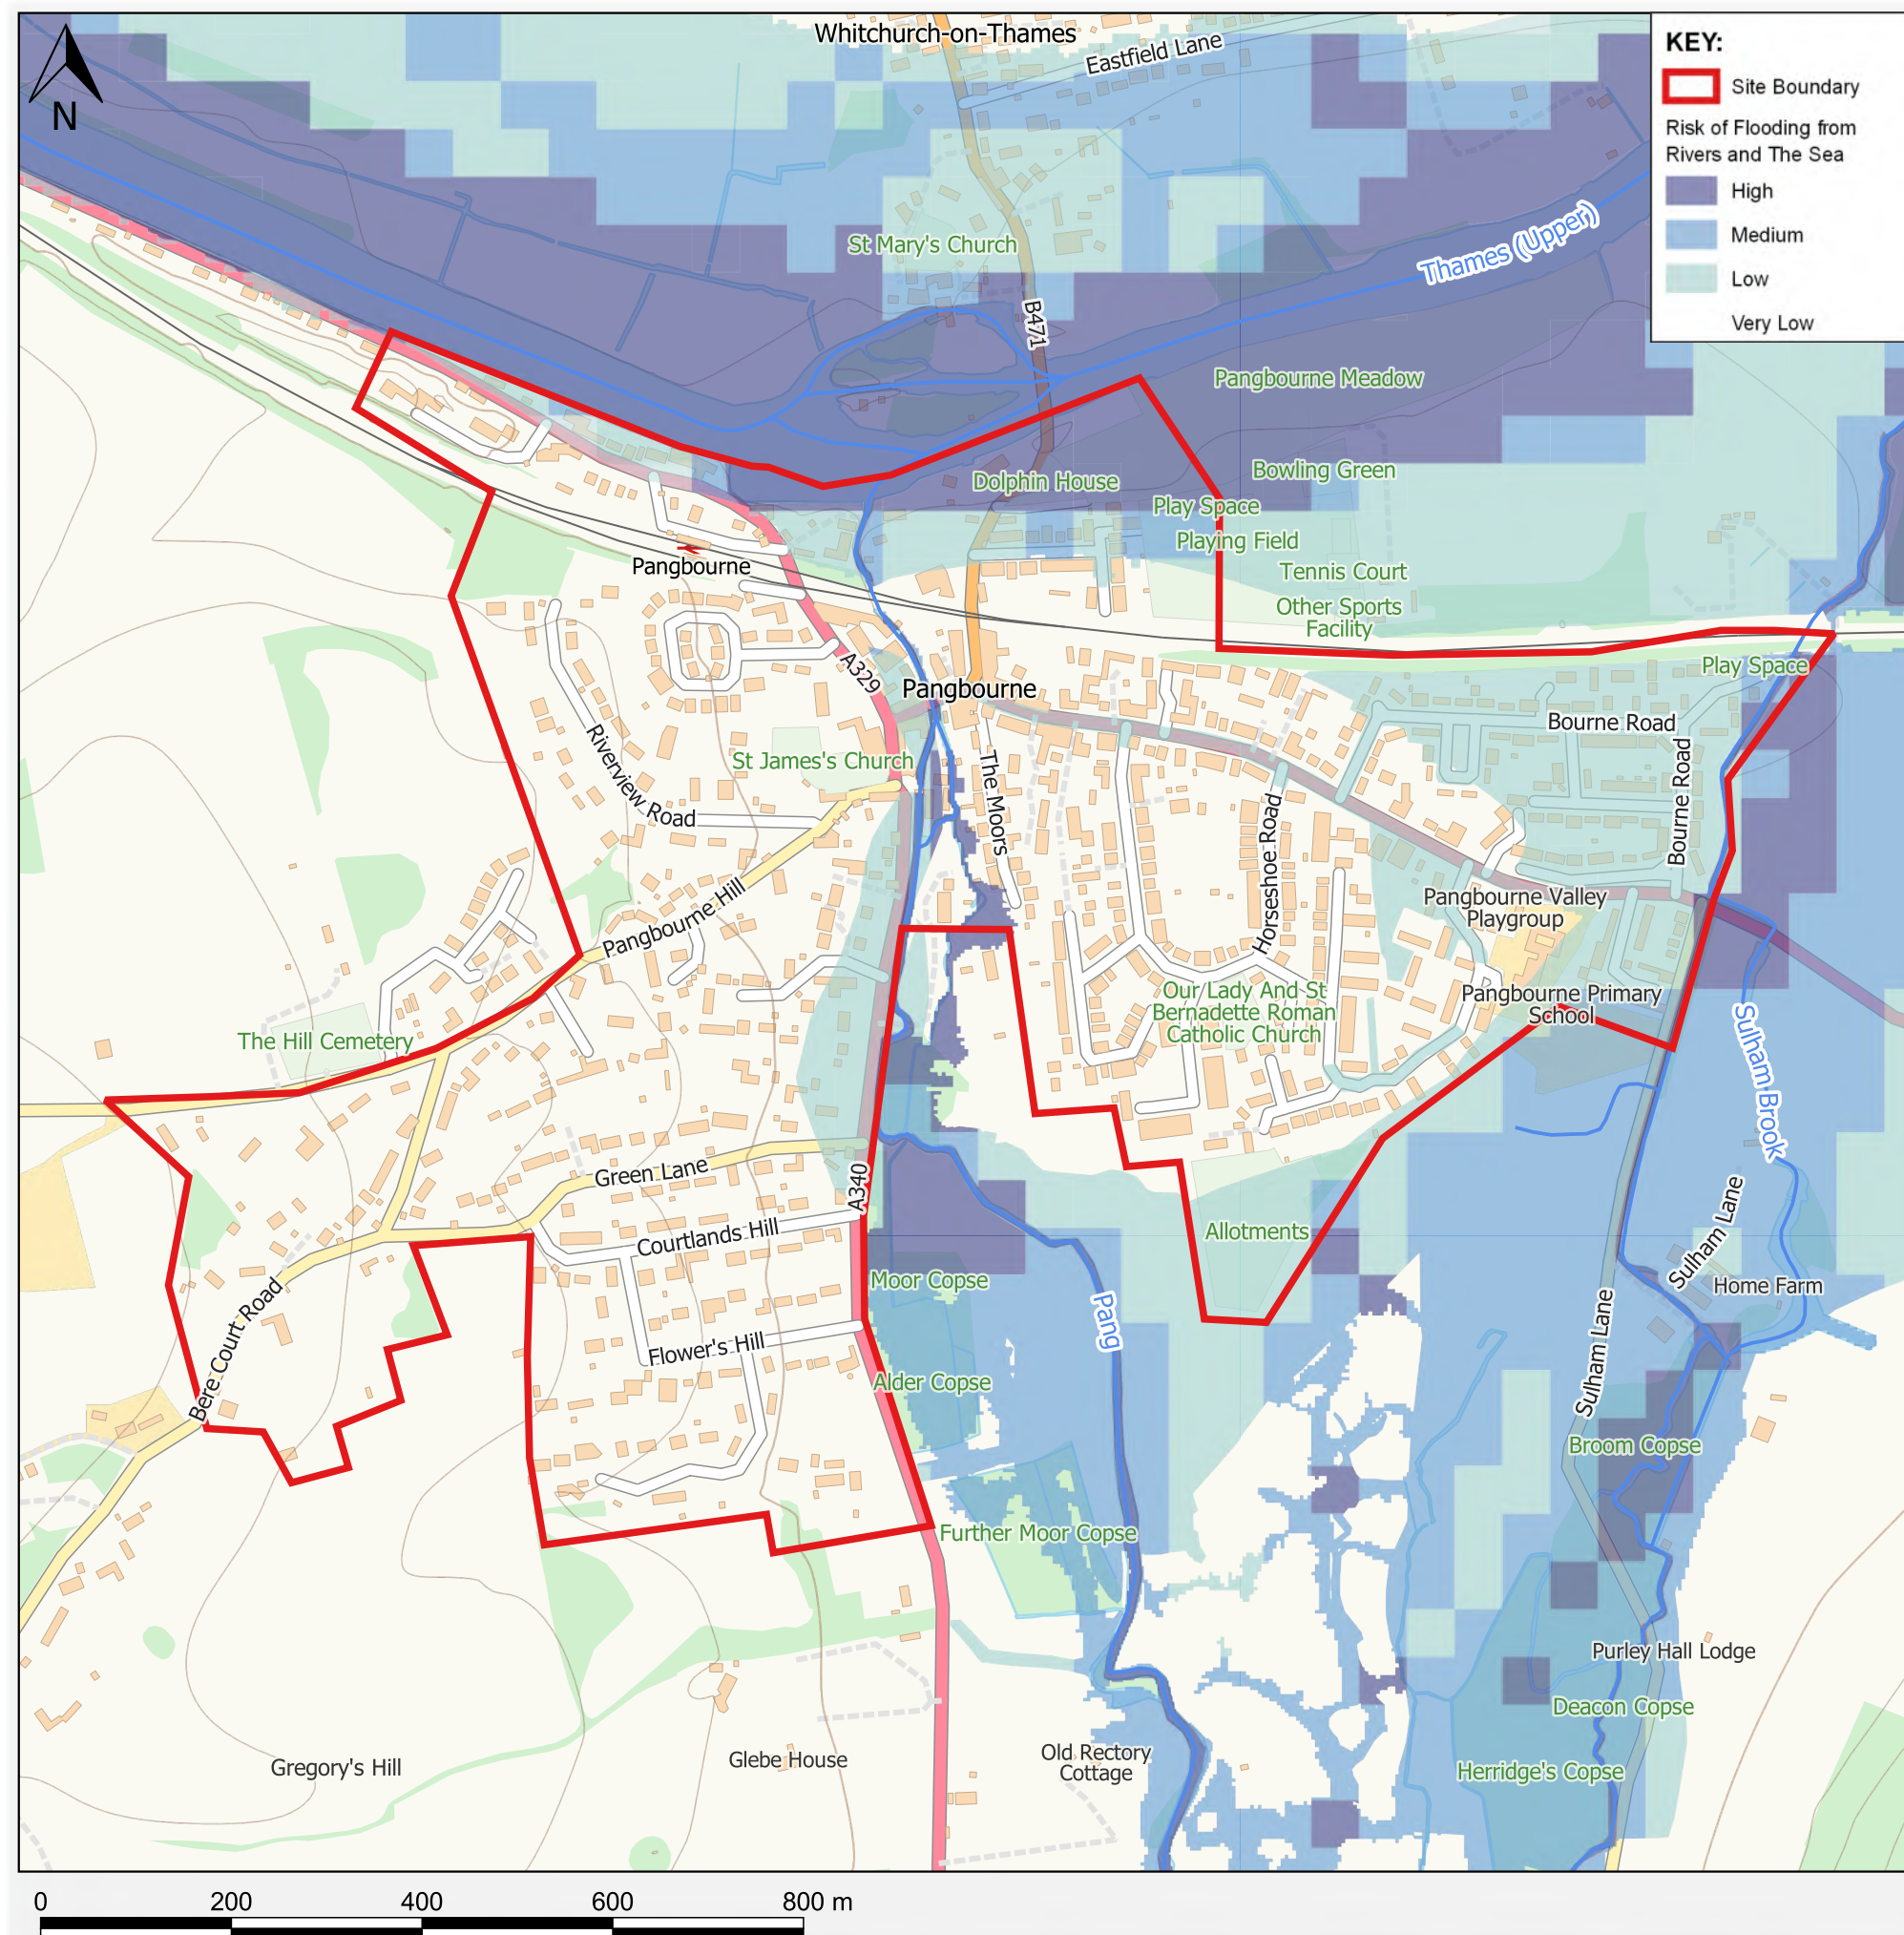 Whitchurch-on-Thames
Eastfield Lane
KEY:
Site Boundary
Risk of Flooding from
Rivers and The Sea
High
Medium
Low
Very Low
N
St Mary's Church
B471
Thames (Upper)
Pangbourne Meadow
Bowling Green
Dolphin House
Play Space
Playing Field
Pangbourne
Tennis Court
Other Sports
Facility
A329
Pangbourne
Play Space
Bourne Road
Riverview Road
St James's Church
The Moors
Horseshoe Road
Bourne Road
Pangbourne Hill
Pangbourne Valley
Playgroup
Our Lady And St
Bernadette Roman
Catholic Church
Pangbourne Primary
School
The Hill Cemetery
Sulham Brook
Green Lane
A340
Courtlands Hill
Allotments
Sulham Lane
Moor Copse
Home Farm
Bere Court Road
Pang
Flower's Hill
Sulham Lane
Alder Copse
Broom Copse
Further Moor Copse
Purley Hall Lodge
Deacon Copse
Gregory's Hill
Glebe House
Old Rectory
Cottage
Herridge's Copse
0 200 400 600 800 m